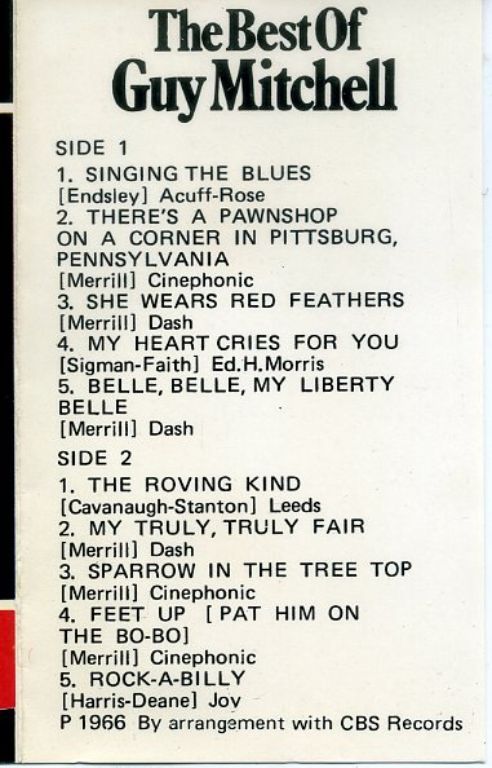 The Best Of
Guy Mitchell
SIDE 1
1. SINGING THE BLUES
[Endsley] Acuff-Rose
2. THERE'S A PAWNSHOP
ON A CORNER IN PITTSBURG,
PENNSYLVANIA
[Merrill] Cinephonic
3. SHE WEARS RED FEATHERS
[Merrill] Dash
4. MY HEART CRIES FOR YOU
[Sigman-Faith] Ed.H.Morris
5. BELLE, BELLE, MY LIBERTY
BELLE
[Merrill] Dash
SIDE 2
1. THE ROVING KIND
[Cavanaugh-Stanton] Leeds
2. MY TRULY, TRULY FAIR
[Merrill] Dash
3. SPARROW IN THE TREE TOP
[Merrill] Cinephonic
4. FEET UP [PAT HIM ON
THE BO-BO]
[Merrill] Cinephonic
5. ROCK-A-BILLY
[Harris-Deane] Joy
P 1966 By arrangement with CBS Records